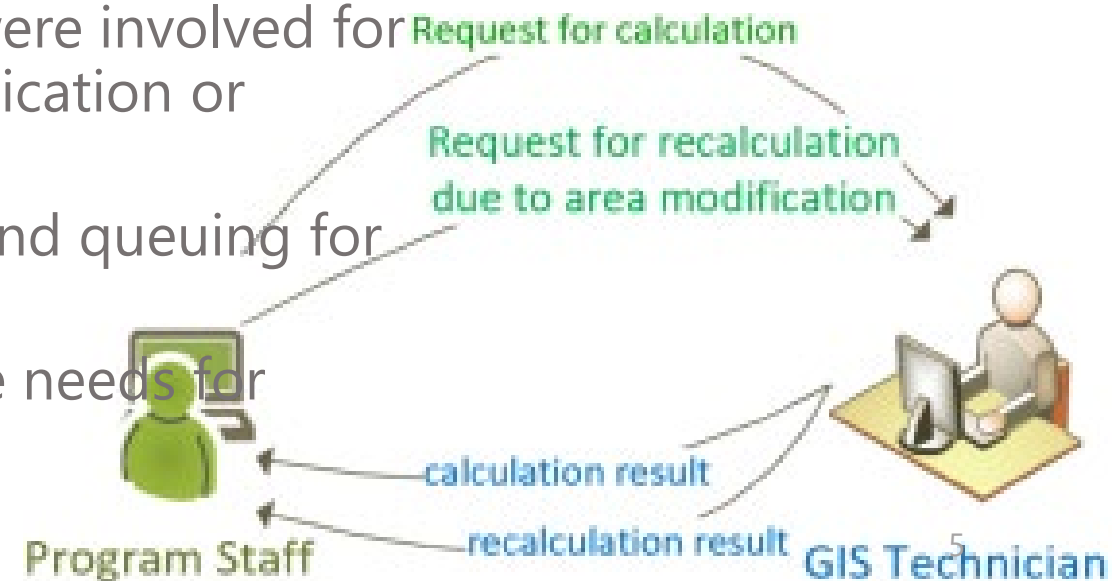 were involved for
ication or
nd queuing for
e needs for
Request for calculation
Request for recalculation
due to area modification
calculation result
recalculation result
Program Staff
GIS Technician
5